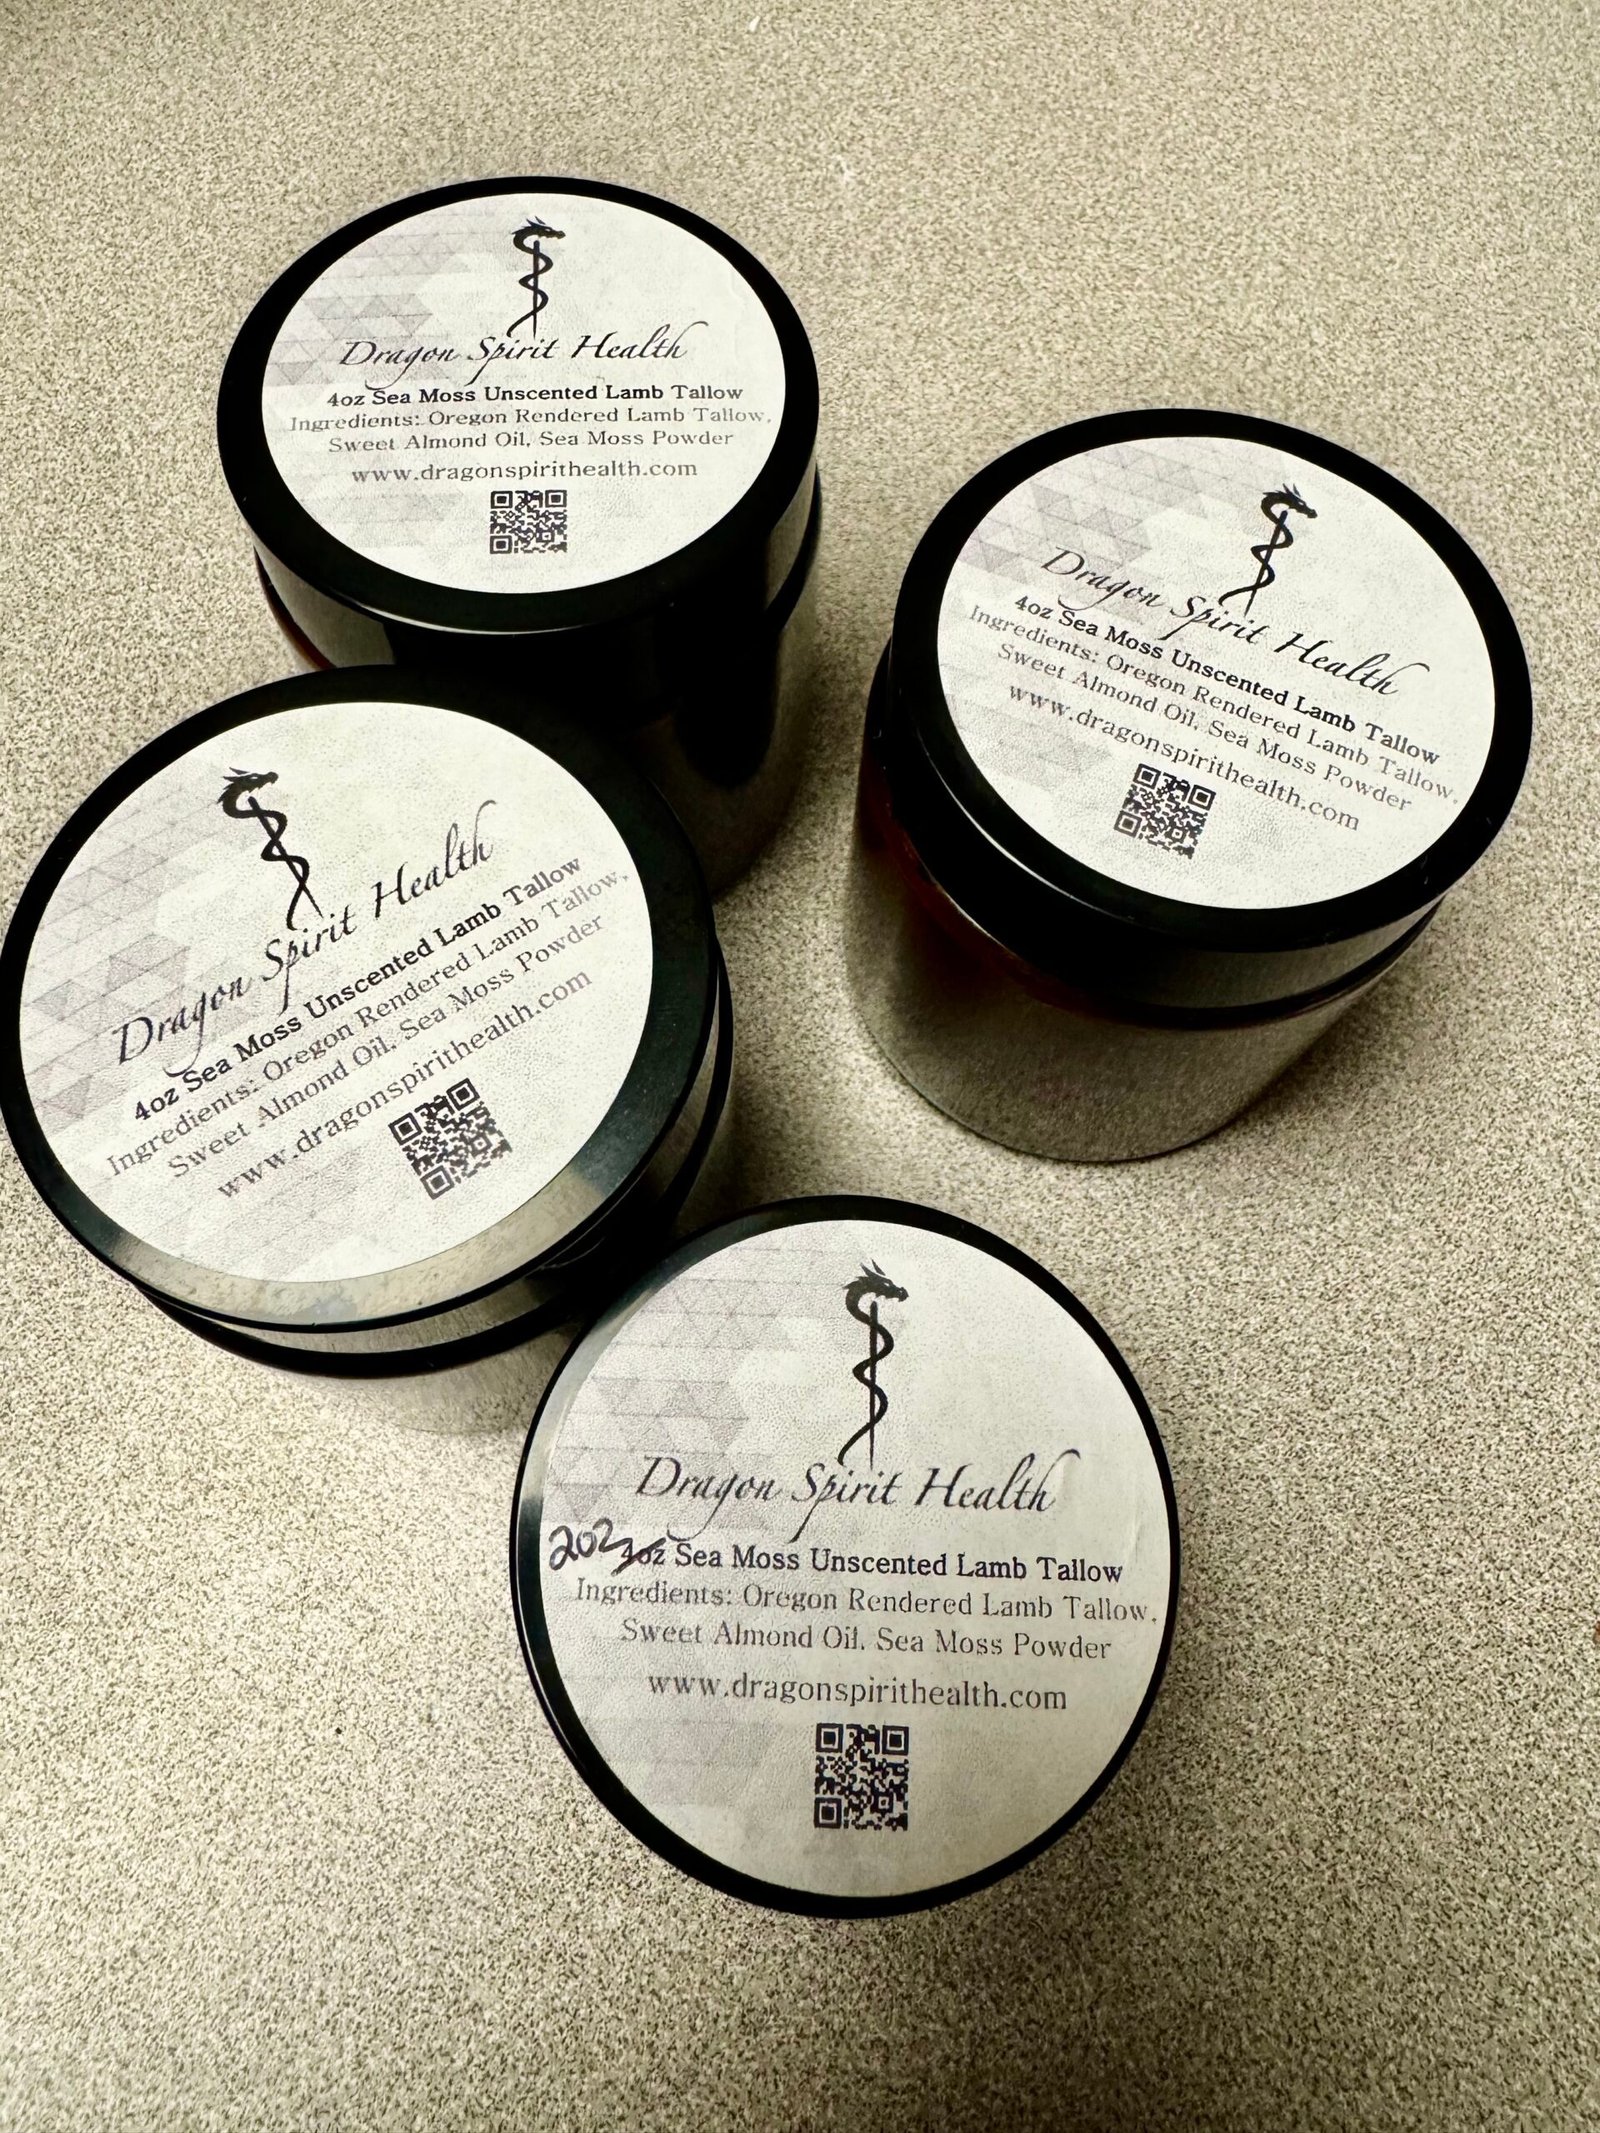 Dragon Spirit Health
4oz Sea Moss Unscented Lamb Tallow
Ingredients: Oregon Rendered Lamb Tallow,
Sweet Almond Oil, Sea Moss Powder
www.dragonspirithealth.com
Dragon Spirit Health
4oz Sea Moss Unscented Lamb Tallow
Ingredients: Oregon Rendered Lamb Tallow,
Sweet Almond Oil, Sea Moss Powder
www.dragonspirithealth.com
Dragon Spirit Health
4oz Sea Moss Unscented Lamb Tallow
Ingredients: Oregon Rendered Lamb Tallow,
Sweet Almond Oil, Sea Moss Powder
www.dragonspirithealth.com
Dragon Spirit Health
2oz 4oz Sea Moss Unscented Lamb Tallow
Ingredients: Oregon Rendered Lamb Tallow,
Sweet Almond Oil, Sea Moss Powder
www.dragonspirithealth.com